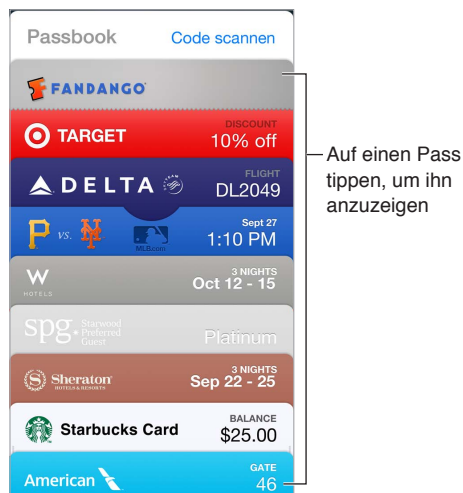 Passbook Code scannen
FANDANGO
DISCOUNT
TARGET 10% off
FLIGHT
DELTA DL2049
SKYTEAM
Sept 27
P vs. NY 1:10 PM
MLB.com
3 NIGHTS
W Oct 12 - 15
HOTELS
spg. Starwood
Preferred
Guest Platinum
3 NIGHTS
S Sheraton Sep 22 - 25
HOTELS & RESORTS
BALANCE
Starbucks Card $25.00
GATE
American 46
Auf einen Pass
tippen, um ihn
anzuzeigen